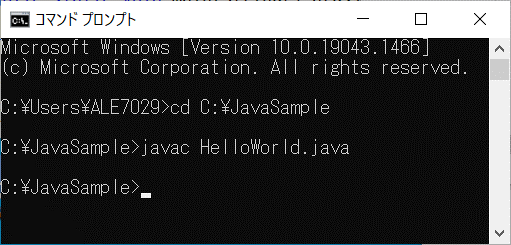 コマンド プロンプト
Microsoft Windows [Version 10.0.19043.1466]
(c) Microsoft Corporation. All rights reserved.
C:¥Users¥ALE7029>cd C:¥JavaSample
C:¥JavaSample>javac HelloWorld.java
C:¥JavaSample>